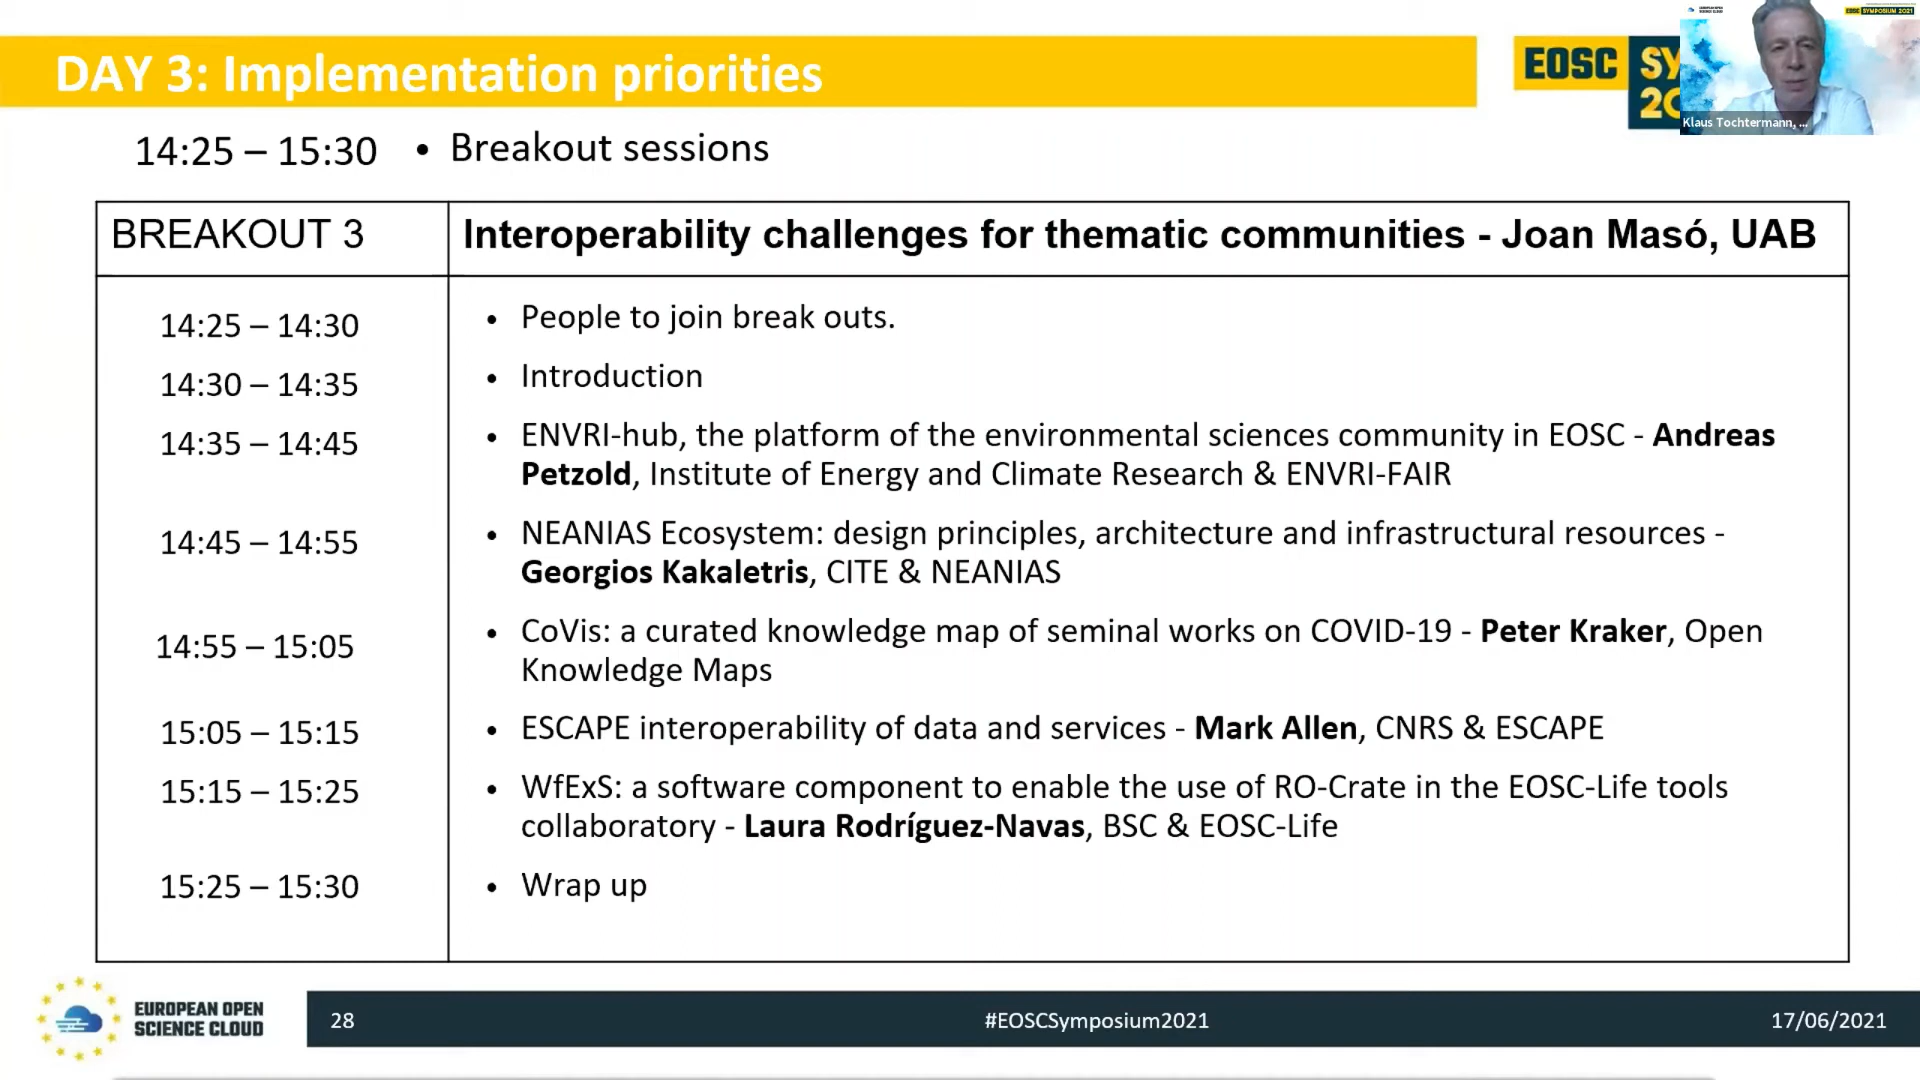 DAY 3: Implementation priorities
EOSC SY
20
EOSC SYMPOSIUM 2021
Klaus Tochtermann, ...
14:25 – 15:30 • Breakout sessions
BREAKOUT 3 Interoperability challenges for thematic communities - Joan Masó, UAB
14:25 – 14:30 • People to join break outs.
14:30 – 14:35 • Introduction
14:35 – 14:45 • ENVRI-hub, the platform of the environmental sciences community in EOSC - Andreas
Petzold, Institute of Energy and Climate Research & ENVRI-FAIR
14:45 – 14:55 • NEANIAS Ecosystem: design principles, architecture and infrastructural resources -
Georgios Kakaletris, CITE & NEANIAS
14:55 – 15:05 • CoVis: a curated knowledge map of seminal works on COVID-19 - Peter Kraker, Open
Knowledge Maps
15:05 – 15:15 • ESCAPE interoperability of data and services - Mark Allen, CNRS & ESCAPE
15:15 – 15:25 • WfExS: a software component to enable the use of RO-Crate in the EOSC-Life tools
collaboratory - Laura Rodríguez-Navas, BSC & EOSC-Life
15:25 – 15:30 • Wrap up
EUROPEAN OPEN
SCIENCE CLOUD
28 #EOSCSymposium2021 17/06/2021